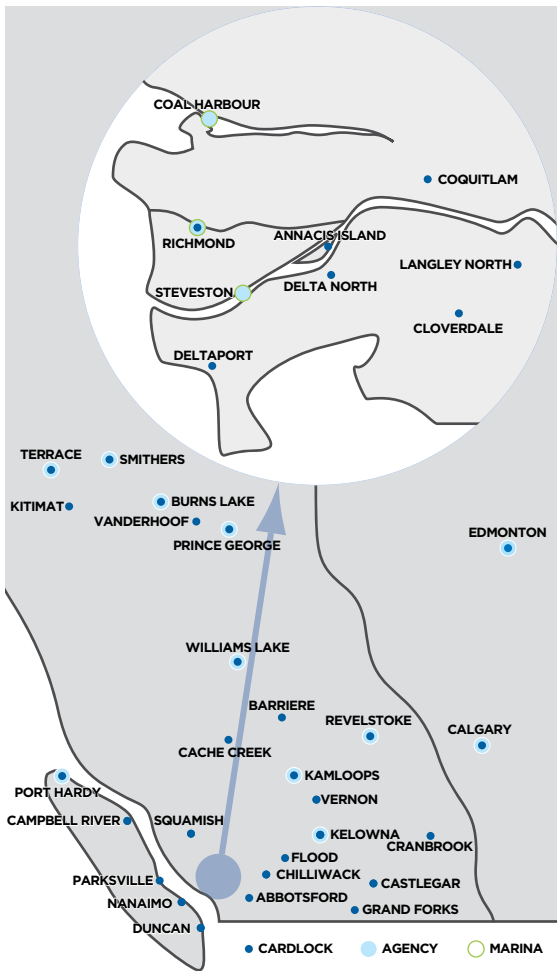 COAL HARBOUR
COQUITLAM
RICHMOND
ANNACIS ISLAND
LANGLEY NORTH
STEVESTON
DELTA NORTH
CLOVERDALE
DELTAPORT
TERRACE
SMITHERS
KITIMAT
BURNS LAKE
VANDERHOOF
PRINCE GEORGE
EDMONTON
WILLIAMS LAKE
BARRIERE
REVELSTOKE
CALGARY
CACHE CREEK
KAMLOOPS
PORT HARDY
VERNON
CAMPBELL RIVER
SQUAMISH
KELOWNA
CRANBROOK
FLOOD
CHILLIWACK
PARKSVILLE
CASTLEGAR
ABBOTSFORD
NANAIMO
GRAND FORKS
DUNCAN
CARDLOCK
AGENCY
MARINA